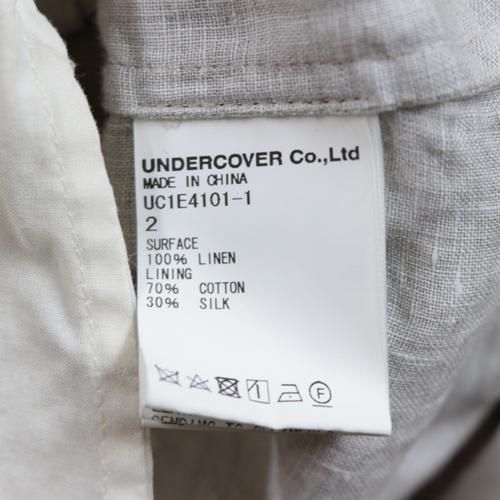 UNDERCOVER Co.,Ltd
MADE IN CHINA
UC1E4101-1
2
SURFACE
100% LINEN
LINING
70% COTTON
30% SILK
F